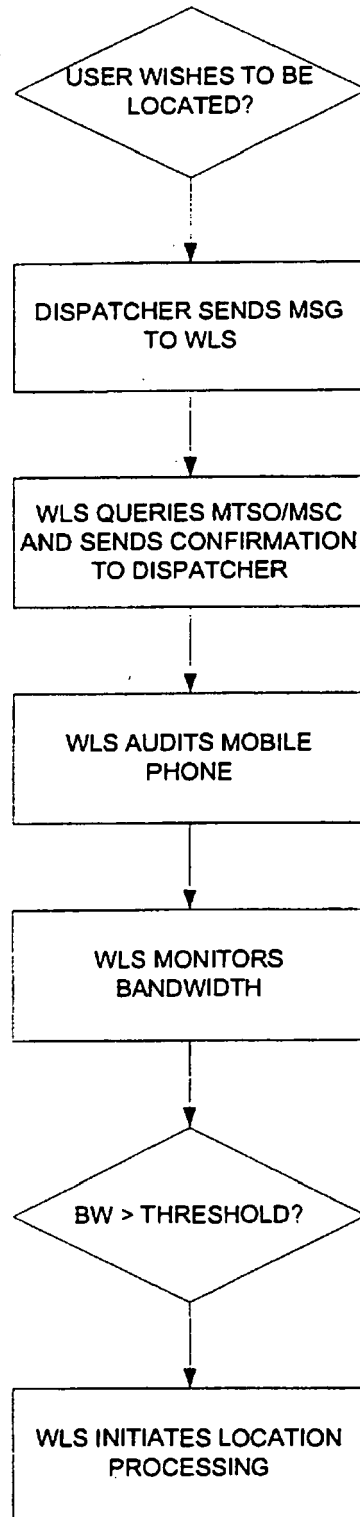 USER WISHES TO BE
LOCATED?
DISPATCHER SENDS MSG
TO WLS
WLS QUERIES MTSO/MSC
AND SENDS CONFIRMATION
TO DISPATCHER
WLS AUDITS MOBILE
PHONE
WLS MONITORS
BANDWIDTH
BW > THRESHOLD?
WLS INITIATES LOCATION
PROCESSING